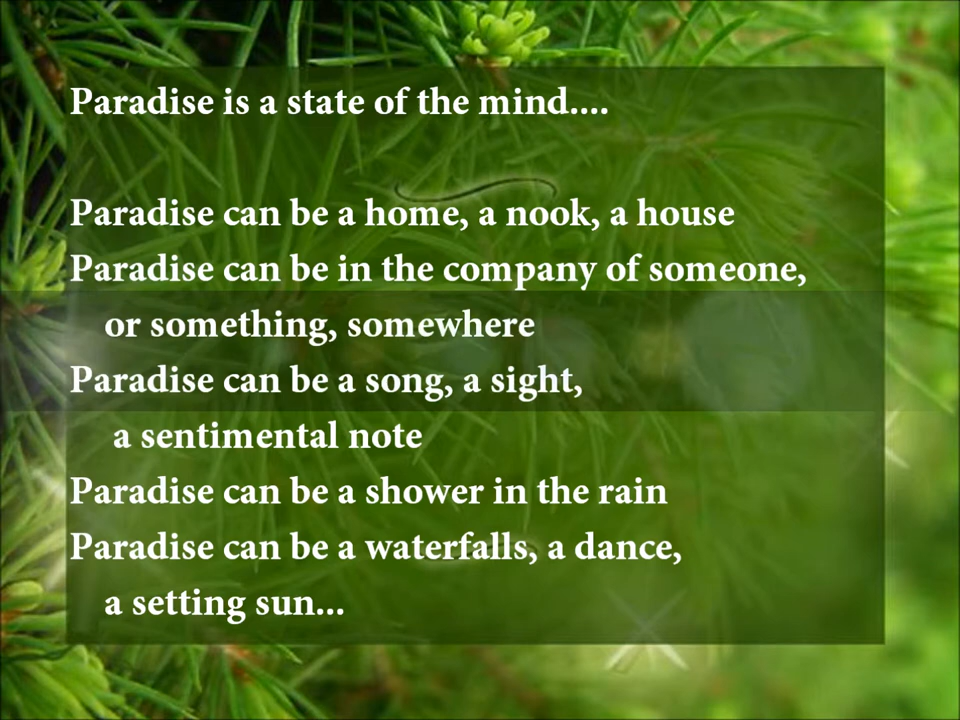 Paradise is a state of the mind....
Paradise can be a home, a nook, a house
Paradise can be in the company of someone,
or something, somewhere
Paradise can be a song, a sight,
a sentimental note
Paradise can be a shower in the rain
Paradise can be a waterfalls, a dance,
a setting sun...